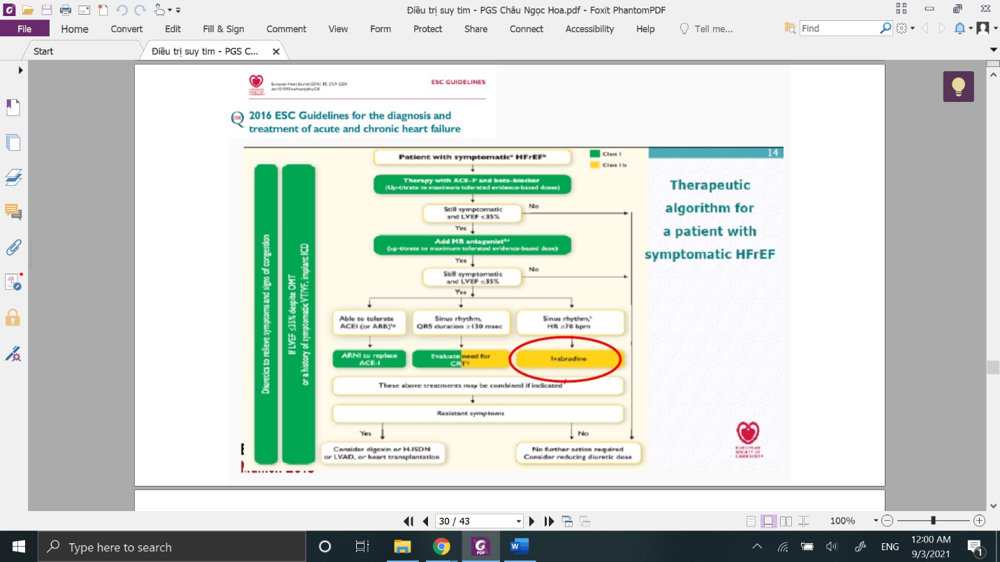 Điều trị suy tim - PGS Châu Ngọc Hoa.pdf - Foxit PhantomPDF
File Home Convert Edit Fill & Sign Comment View Form Protect Share Connect Accessibility Help Tell me... Find
Start
Điều trị suy tim - PGS C...
European Heart Journal (2016) 37, 2129–2200
doi:10.1093/eurheartj/ehw128
ESC GUIDELINES
2016 ESC Guidelines for the diagnosis and
treatment of acute and chronic heart failure
14
Therapeutic
algorithm for
a patient with
symptomatic HFrEF
Class I
Class IIa
Diuretics to relieve symptoms and signs of congestion
If LVEF ≤35% despite OMT
or a history of symptomatic VT/VF, implant ICD
Patient with symptomatic HFrEF
Therapy with ACE-I and beta-blocker
(Up-titrate to maximum tolerated evidence-based doses)
Still symptomatic
and LVEF ≤35%
No
Yes
Add MR antagonist
(up-titrate to maximum tolerated evidence-based dose)
Yes
Still symptomatic
and LVEF ≤35%
No
Yes
Able to tolerate
ACEI (or ARB)
Sinus rhythm,
QRS duration ≥130 msec
Sinus rhythm,
HR ≥70 bpm
ARNI to replace
ACE-I
Evaluate need for
CRT
Ivabradine
These above treatments may be combined if indicated
Resistant symptoms
Yes
No
Consider digoxin or H-ISDN
or LVAD, or heart transplantation
No further action required
Consider reducing diuretic dose
EUROPEAN
SOCIETY OF
CARDIOLOGY®
30 / 43
100%
Type here to search
ENG
12:00 AM
9/3/2021
1